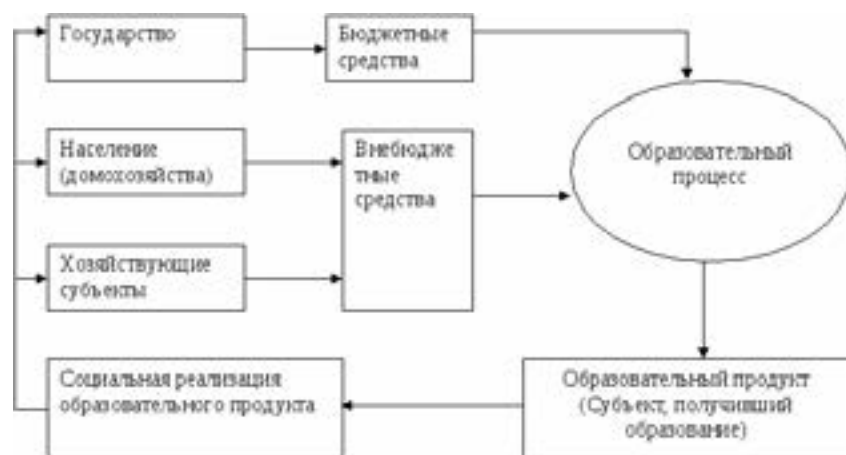 Государство
Бюджетные
средства
Население
(домохозяйства)
Внебюдже
тные
средства
Образовательный
процесс
Хозяйствующие
субъекты
Социальная реализация
образовательного продукта
Образовательный продукт
(Субъект, получивший
образование)